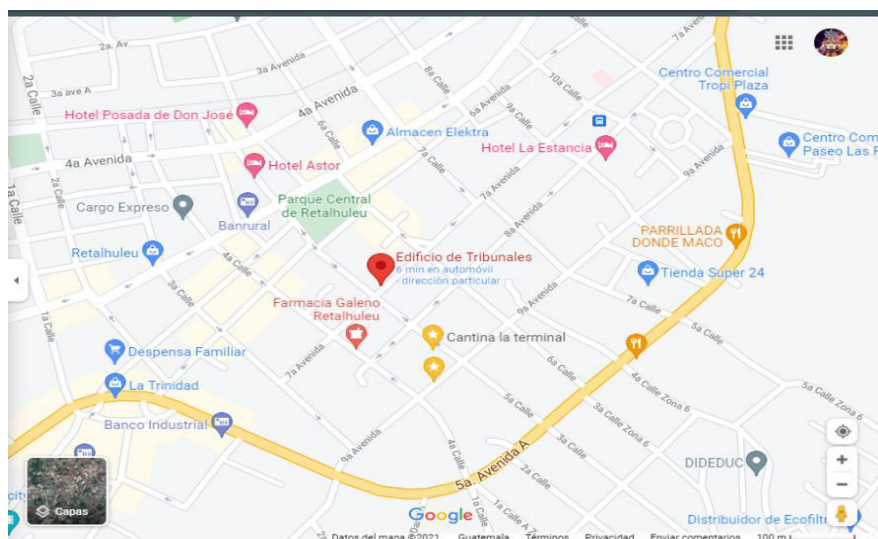 2a. Av
3a Avenida
7a Avenida
2a Calle
3a ave A
8a Calle
10a Calle
Centro Comercial
Tropi Plaza
4a Avenida
6a Avenida
9a Calle
Hotel Posada de Don José
6a Calle
Almacen Elektra
Hotel La Estancia
Centro Com
Paseo Las P
4a Avenida
Hotel Astor
7a Calle
9a Avenida
1a Calle
Parque Central
de Retalhuleu
7a Avenida
Cargo Expreso
Banrural
8a Avenida
PARRILLADA
DONDE MACO
Retalhuleu
4a Calle
Edificio de Tribunales
6 min en automóvil
- dirección particular
Tienda Super 24
3a Calle
Farmacia Galeno
Retalhuleu
9a Avenida
7a Calle
1a Calle
Cantina la terminal
5a Calle
Despensa Familiar
7a Avenida
6a Calle
La Trinidad
4a Calle Zona 6
5a Calle Zona 6
5a Calle
3a Calle Zona 6
Banco Industrial
9a Avenida
4a Calle
3a Calle
5a. Avenida A
2a Calle
DIDEDUC
1a Calle
1a Calle A
city
Capas
Google
Distribuidor de Ecofilt
Datos del mapa ©2021 Guatemala Términos Privacidad Enviar comentarios 100 m